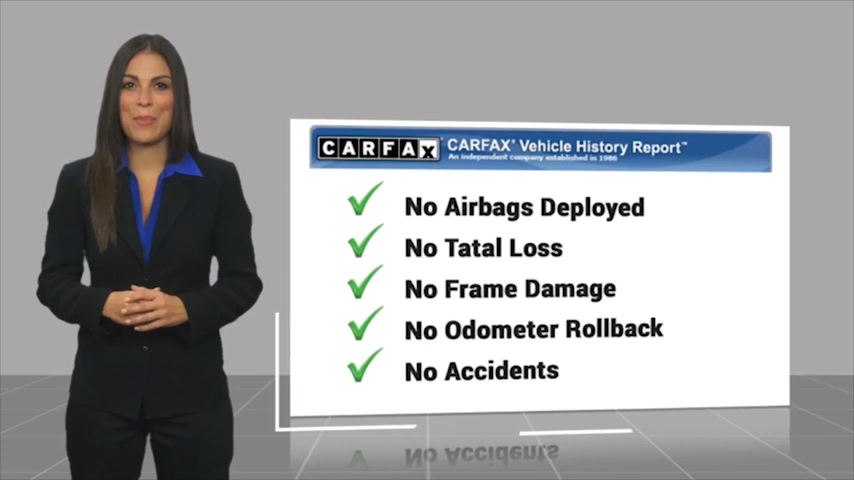 CARFAX CARFAX® Vehicle History Report™
An independent company established in 1986
No Airbags Deployed
No Tatal Loss
No Frame Damage
No Odometer Rollback
No Accidents
No Accidents